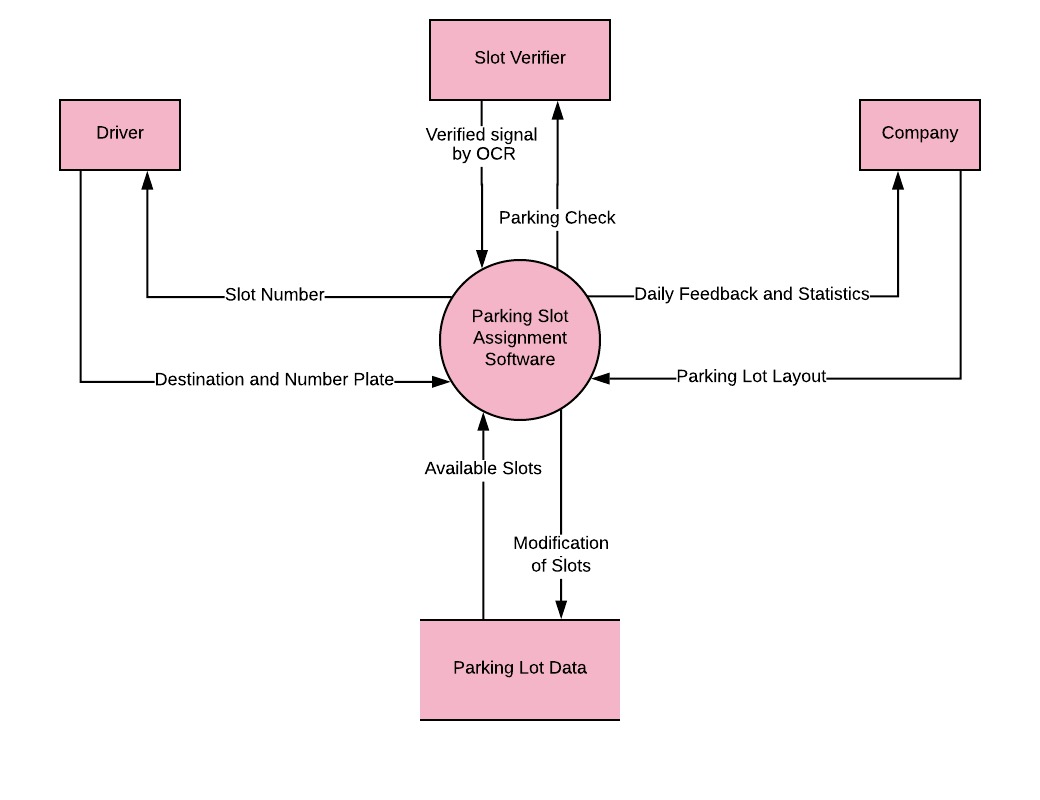 Slot Verifier
Driver
Company
Verified signal
by OCR
Parking Check
Slot Number
Daily Feedback and Statistics
Parking Slot
Assignment
Software
Destination and Number Plate
Parking Lot Layout
Available Slots
Modification
of Slots
Parking Lot Data